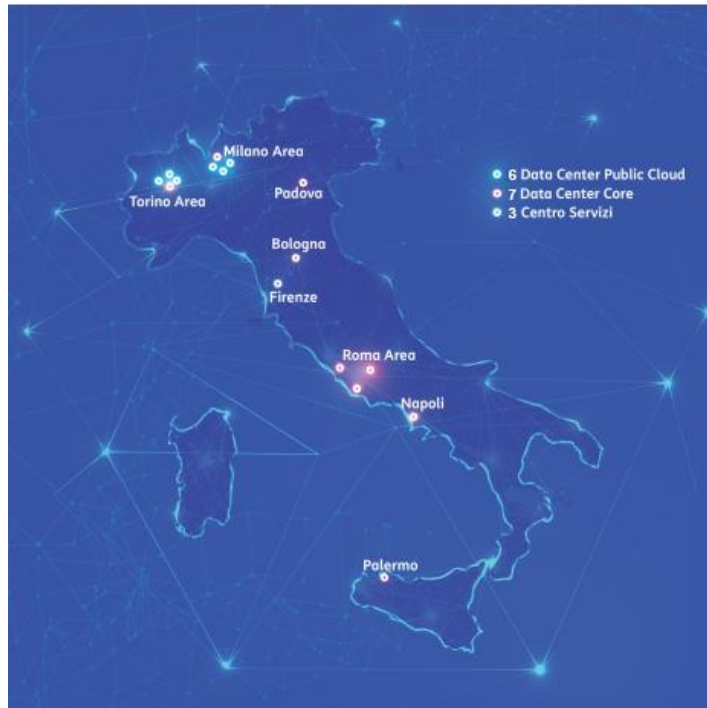 Milano Area
Torino Area
Padova
6 Data Center Public Cloud
7 Data Center Core
3 Centro Servizi
Bologna
Firenze
Roma Area
Napoli
Palermo